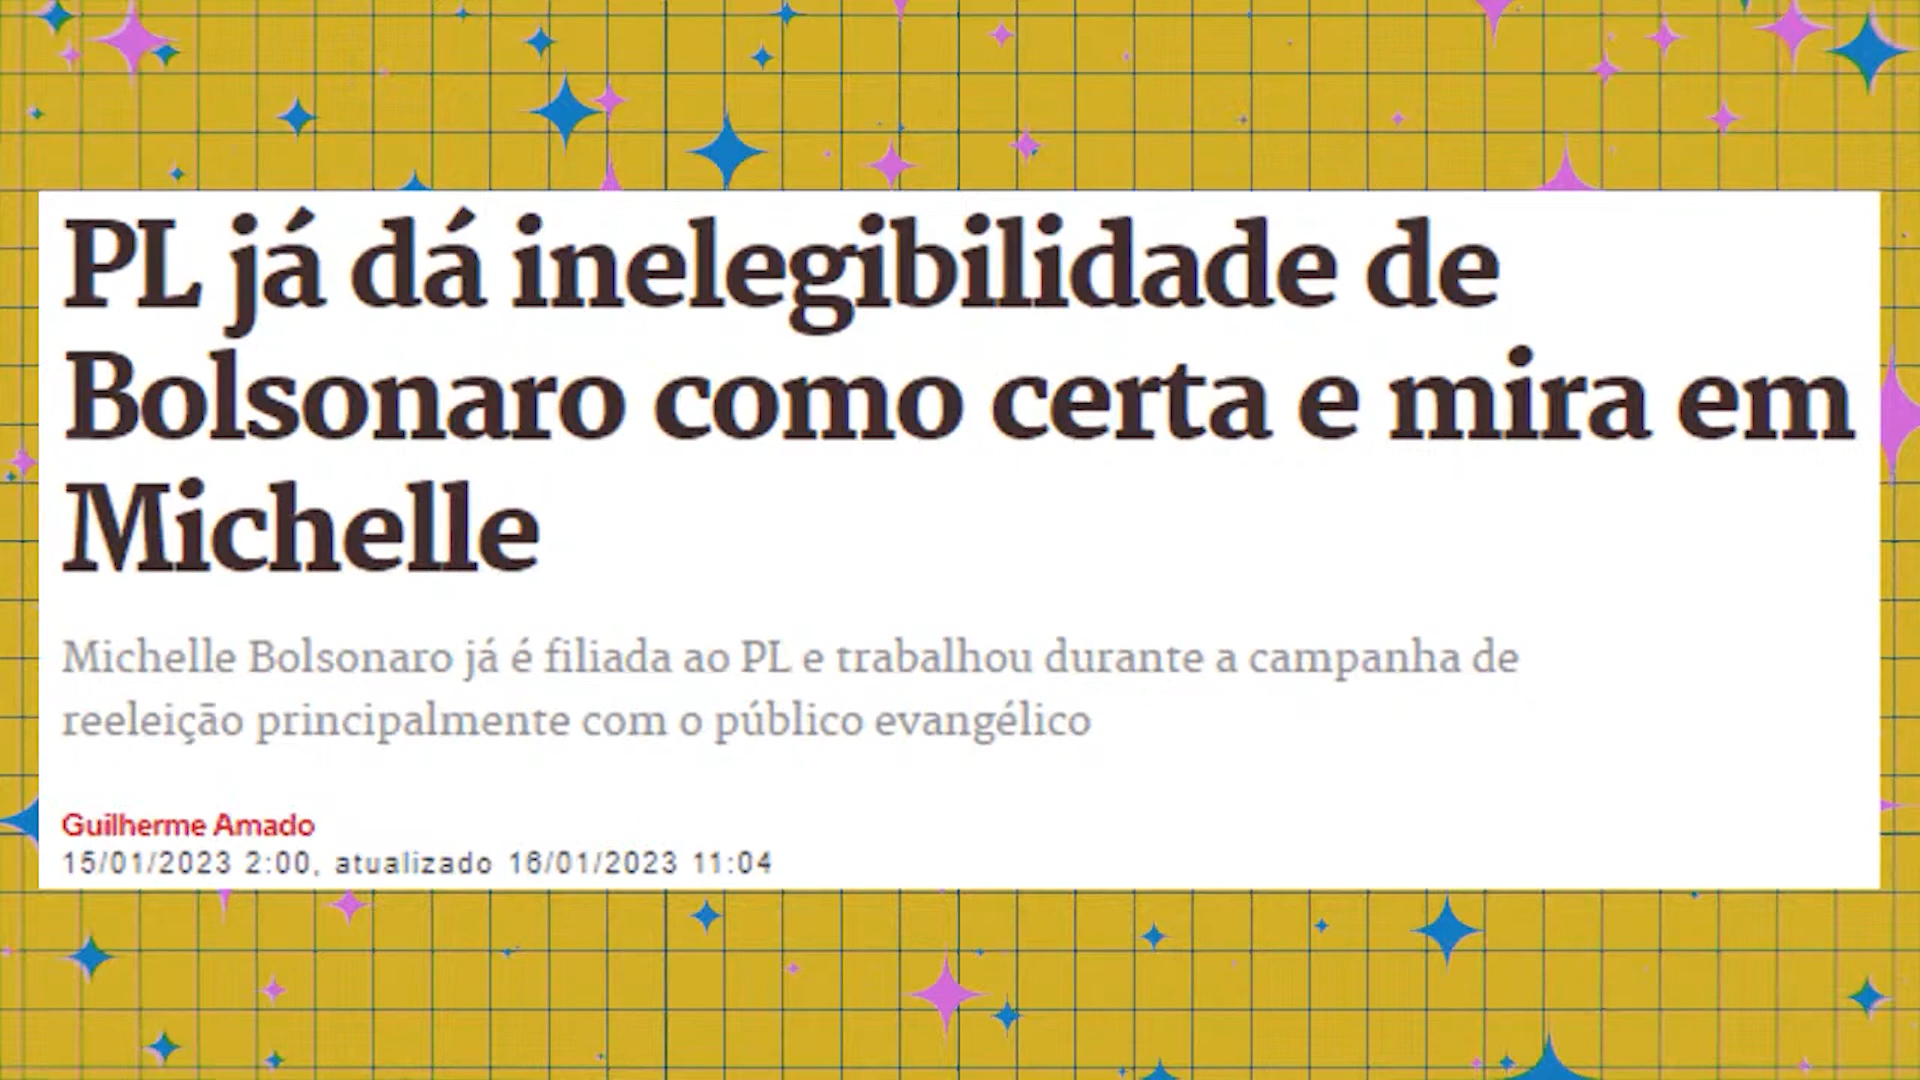 PL já dá inelegibilidade de
Bolsonaro como certa e mira em
Michelle
Michelle Bolsonaro já é filiada ao PL e trabalhou durante a campanha de
reeleição principalmente com o público evangélico
Guilherme Amado
15/01/2023 2:00, atualizado 16/01/2023 11:04